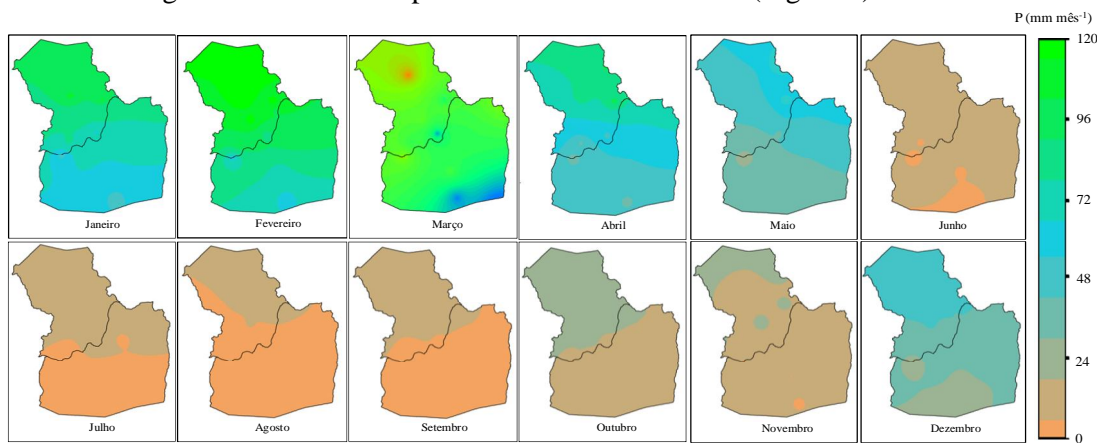 P (mm mês⁻¹)
120
96
72
48
24
0
Janeiro
Fevereiro
Março
Abril
Maio
Junho
Julho
Agosto
Setembro
Outubro
Novembro
Dezembro